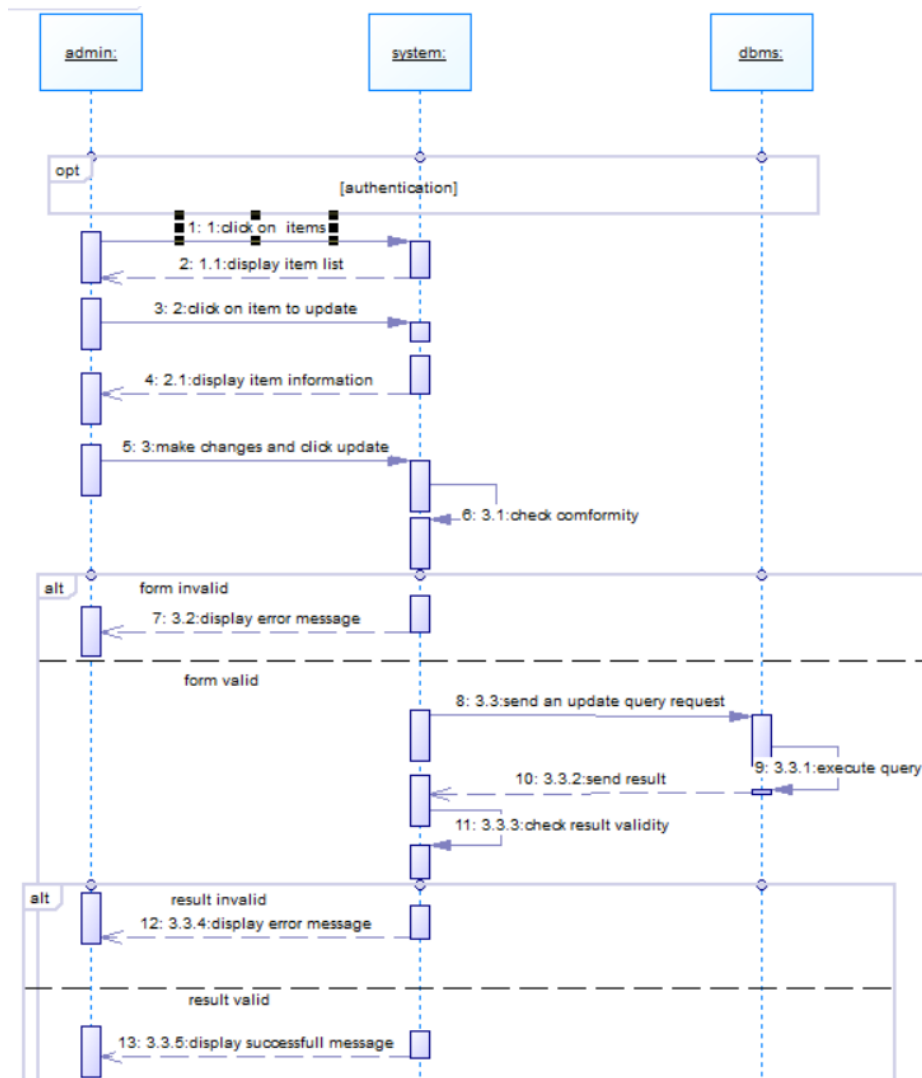 admin:
system:
dbms:
opt
[authentication]
1: 1:click on items
2: 1.1:display item list
3: 2:click on item to update
4: 2.1:display item information
5: 3:make changes and click update
6: 3.1:check comformity
alt
form invalid
7: 3.2:display error message
form valid
8: 3.3:send an update query request
9: 3.3.1:execute query
10: 3.3.2:send result
11: 3.3.3:check result validity
alt
result invalid
12: 3.3.4:display error message
result valid
13: 3.3.5:display successfull message